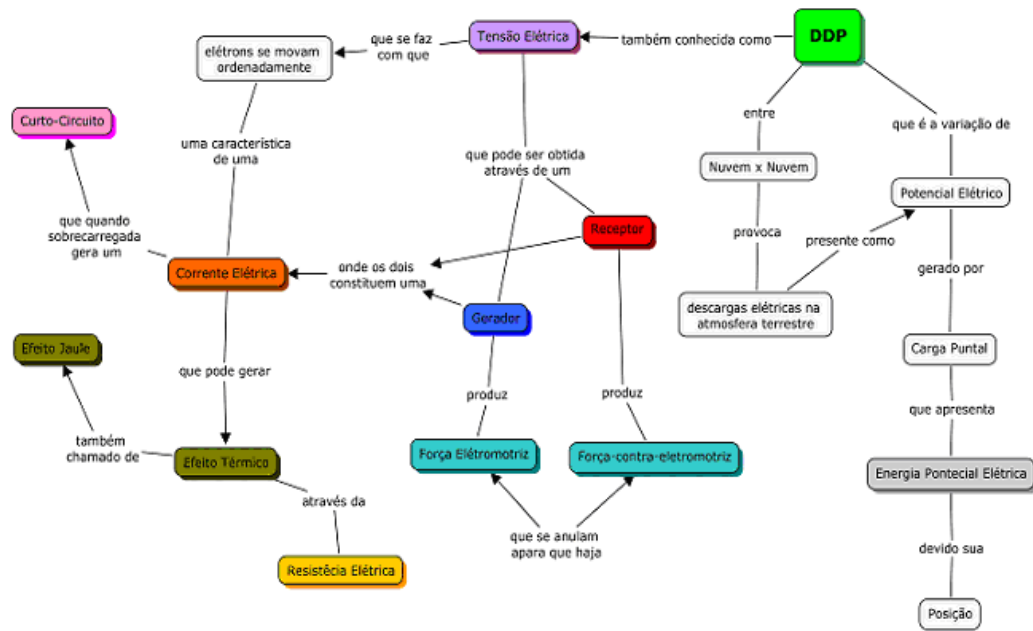 DDP
também conhecida como
Tensão Elétrica
que se faz
com que
elétrons se movam
ordenadamente
Curto-Circuito
uma característica
de uma
entre
que é a variação de
que pode ser obtida
através de um
Nuvem x Nuvem
Potencial Elétrico
que quando
sobrecarregada
gera um
Receptor
provoca
presente como
Corrente Elétrica
onde os dois
constituem uma
gerado por
Gerador
descargas elétricas na
atmosfera terrestre
Efeito Jaule
Carga Puntal
que pode gerar
produz
produz
que apresenta
também
chamado de
Efeito Térmico
Força Elétromotriz
Força-contra-eletromotriz
Energia Pontecial Elétrica
através da
que se anulam
apara que haja
devido sua
Resistêcia Elétrica
Posição